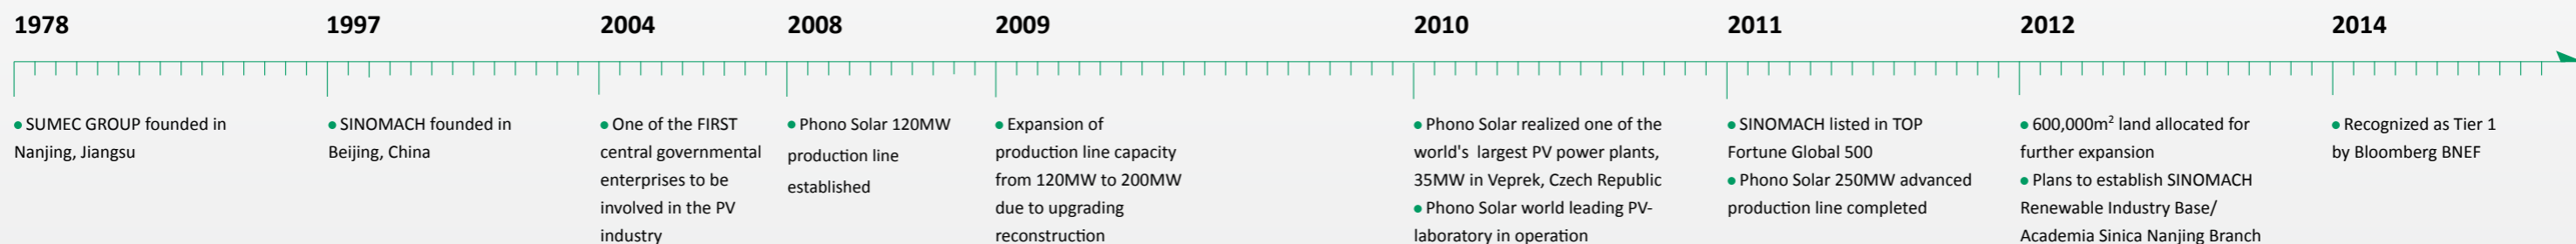 1978
1997
2004
2008
2009
2010
2011
2012
2014
● SUMEC GROUP founded in
Nanjing, Jiangsu
● SINOMACH founded in
Beijing, China
● One of the FIRST
central governmental
enterprises to be
involved in the PV
industry
● Phono Solar 120MW
production line
established
● Expansion of
production line capacity
from 120MW to 200MW
due to upgrading
reconstruction
● Phono Solar realized one of the
world's largest PV power plants,
35MW in Veprek, Czech Republic
● Phono Solar world leading PV-
laboratory in operation
● SINOMACH listed in TOP
Fortune Global 500
● Phono Solar 250MW advanced
production line completed
● 600,000m² land allocated for
further expansion
● Plans to establish SINOMACH
Renewable Industry Base/
Academia Sinica Nanjing Branch
● Recognized as Tier 1
by Bloomberg BNEF